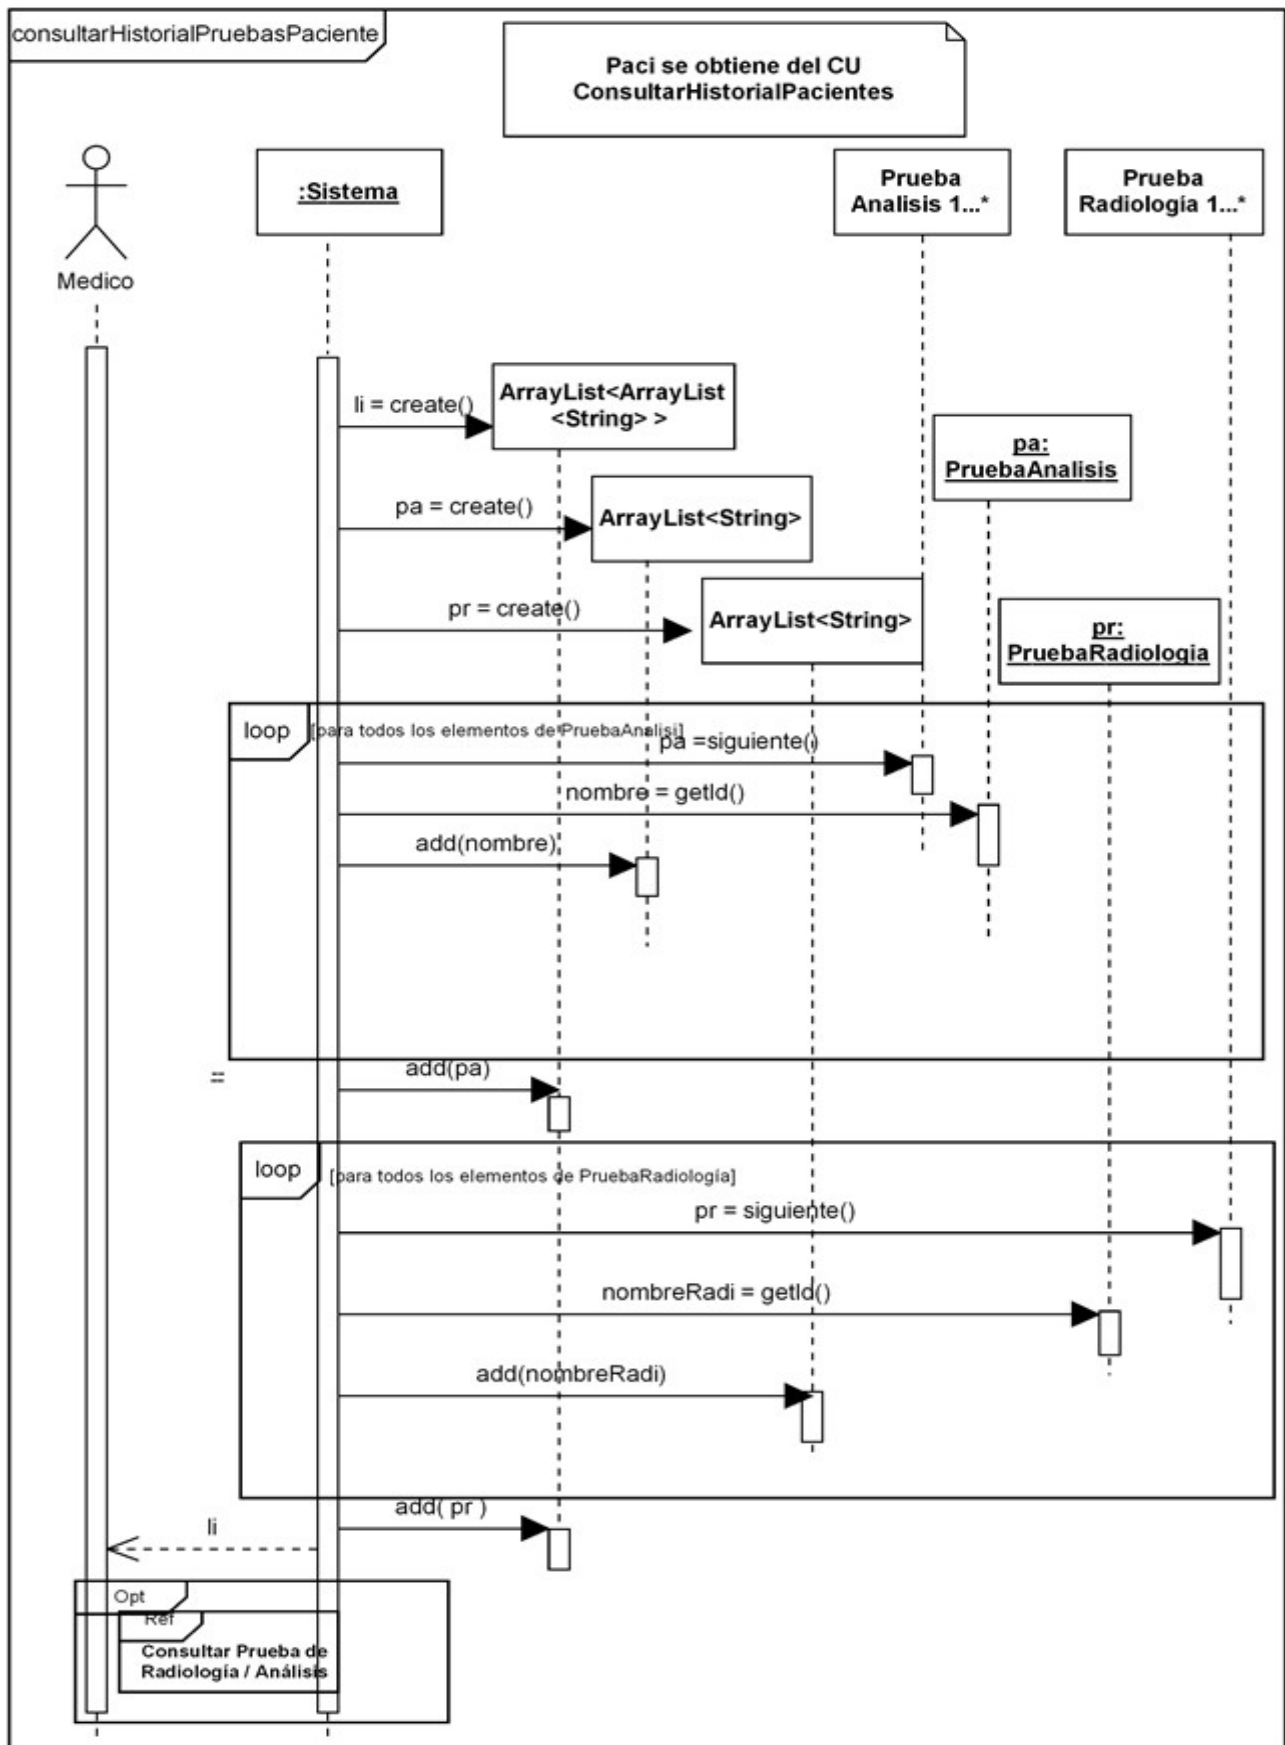 consultarHistorialPruebasPaciente
Paci se obtiene del CU
ConsultarHistorialPacientes
Medico
:Sistema
Prueba
Analisis 1...*
Prueba
Radiología 1...*
li = create()
ArrayList<ArrayList
<String> >
pa = create()
ArrayList<String>
pa:
PruebaAnalisis
pr = create()
ArrayList<String>
pr:
PruebaRadiologia
loop
[para todos los elementos de PruebaAnalisi]
pa =siguiente()
nombre = getId()
add(nombre)
=
add(pa)
loop
[para todos los elementos de PruebaRadiología]
pr = siguiente()
nombreRadi = getId()
add(nombreRadi)
add( pr )
li
Opt
Ref
Consultar Prueba de
Radiología / Análisis